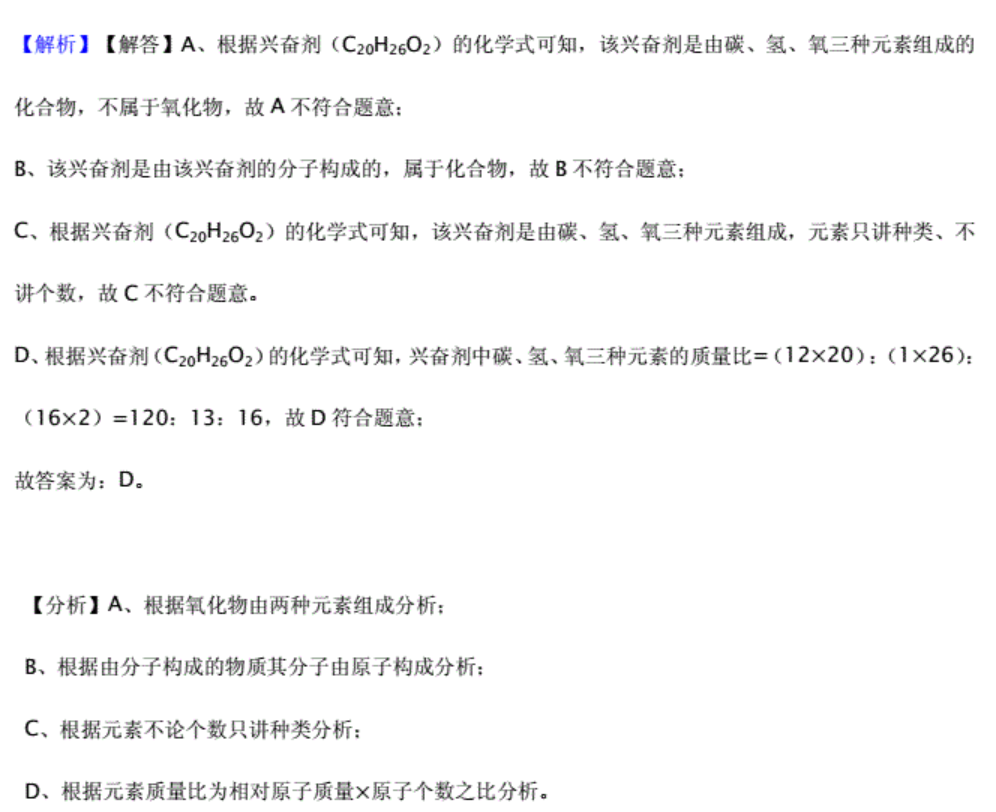 【解析】【解答】A、根据兴奋剂（C₂₀H₂₆O₂）的化学式可知，该兴奋剂是由碳、氢、氧三种元素组成的
化合物，不属于氧化物，故 A 不符合题意；
B、该兴奋剂是由该兴奋剂的分子构成的，属于化合物，故 B 不符合题意；
C、根据兴奋剂（C₂₀H₂₆O₂）的化学式可知，该兴奋剂是由碳、氢、氧三种元素组成，元素只讲种类、不
讲个数，故 C 不符合题意。
D、根据兴奋剂（C₂₀H₂₆O₂）的化学式可知，兴奋剂中碳、氢、氧三种元素的质量比=（12×20）：（1×26）：
（16×2）=120：13：16，故 D 符合题意；
故答案为：D。
【分析】A、根据氧化物由两种元素组成分析；
B、根据由分子构成的物质其分子由原子构成分析；
C、根据元素不论个数只讲种类分析；
D、根据元素质量比为相对原子质量×原子个数之比分析。